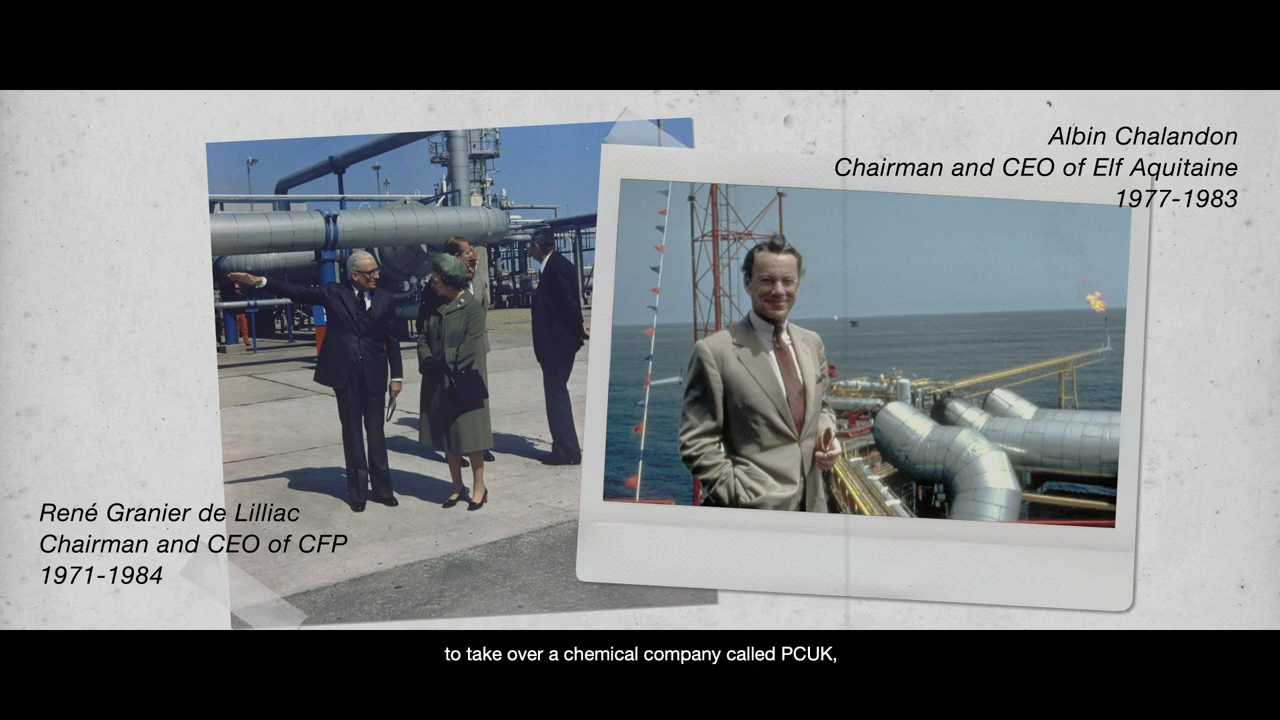 Albin Chalandon
Chairman and CEO of Elf Aquitaine
1977-1983
René Granier de Lilliac
Chairman and CEO of CFP
1971-1984
to take over a chemical company called PCUK,